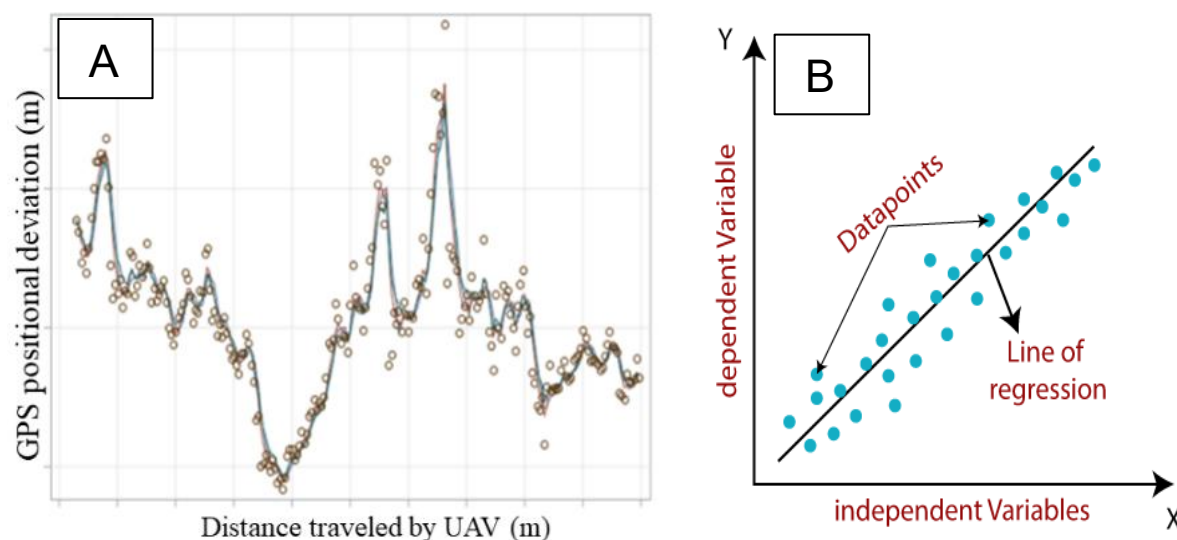 A
GPS positional deviation (m)
Distance traveled by UAV (m)
B
Y
dependent Variable
Datapoints
Line of
regression
independent Variables
X